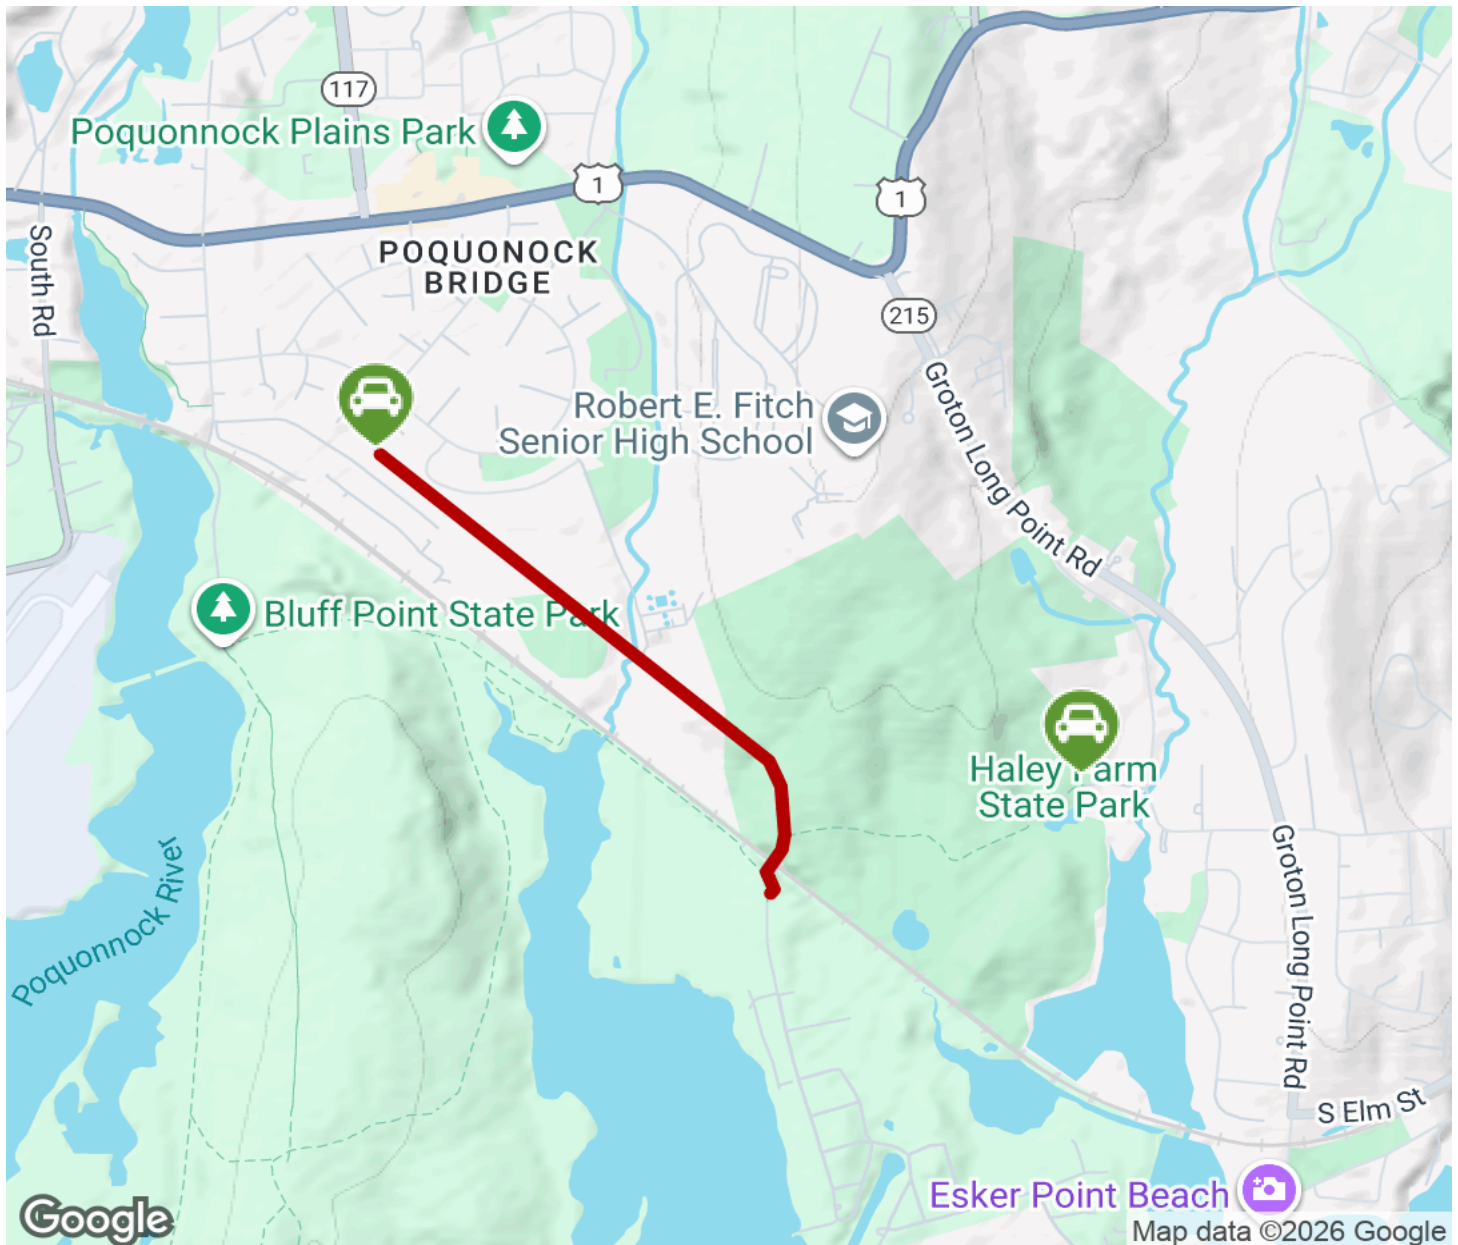 117
Poquonnock Plains Park
1
1
South Rd
POQUONOCK
BRIDGE
215
Groton Long Point Rd
Robert E. Fitch
Senior High School
Bluff Point State Park
Haley Farm
State Park
Poquonnock River
Groton Long Point Rd
S Elm St
Esker Point Beach
Google
Map data ©2026 Google